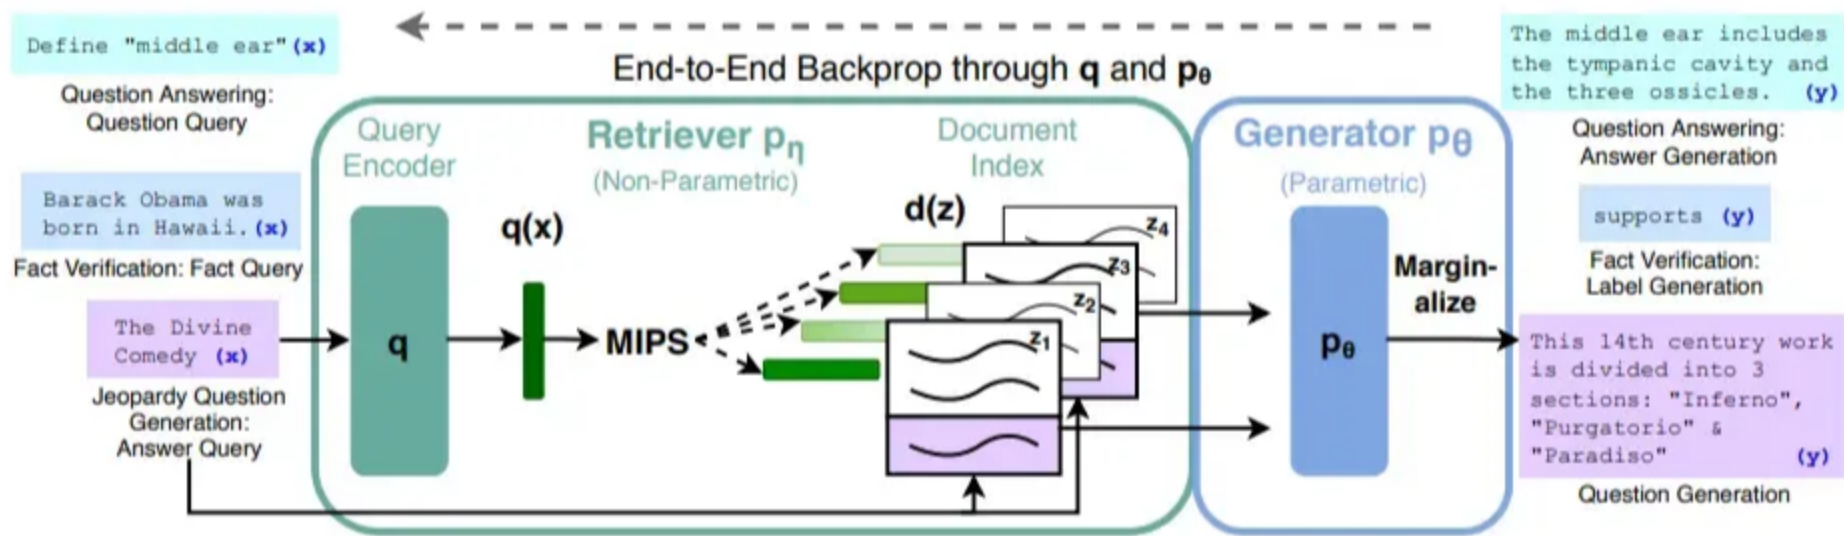 Define "middle ear" (x)
Question Answering:
Question Query
Barack Obama was
born in Hawaii. (x)
Fact Verification: Fact Query
The Divine
Comedy (x)
Jeopardy Question
Generation:
Answer Query
End-to-End Backprop through q and pθ
Query
Encoder
Retriever pη
(Non-Parametric)
Document
Index
q
q(x)
MIPS
d(z)
z4
z3
z2
z1
Generator pθ
(Parametric)
pθ
Margin-
alize
The middle ear includes
the tympanic cavity and
the three ossicles. (y)
Question Answering:
Answer Generation
supports (y)
Fact Verification:
Label Generation
This 14th century work
is divided into 3
sections: "Inferno",
"Purgatorio" &
"Paradiso" (y)
Question Generation